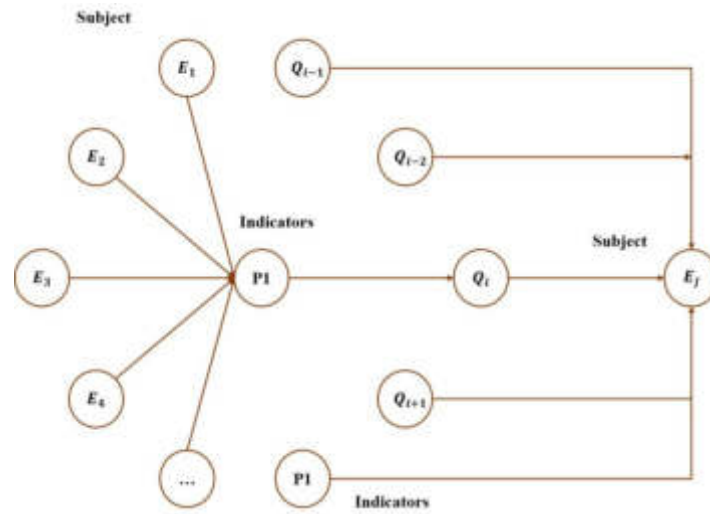 Subject
E₁
Qᵢ₋₁
E₂
Qᵢ₋₂
Indicators
Subject
E₃
P1
Qᵢ
Eⱼ
E₄
Qᵢ₊₁
...
P1
Indicators